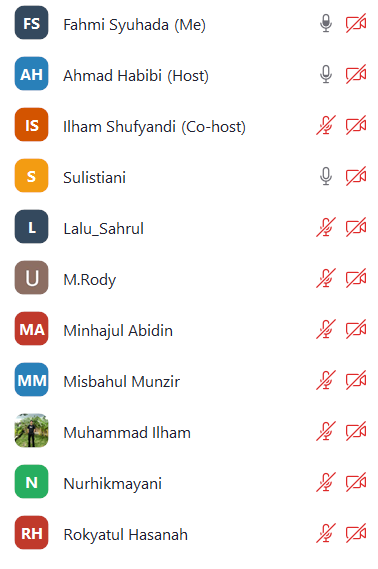 FS Fahmi Syuhada (Me)
AH Ahmad Habibi (Host)
IS Ilham Shufyandi (Co-host)
S Sulistiani
L Lalu_Sahrul
U M.Rody
MA Minhajul Abidin
MM Misbahul Munzir
Muhammad Ilham
N Nurhikmayani
RH Rokyatul Hasanah